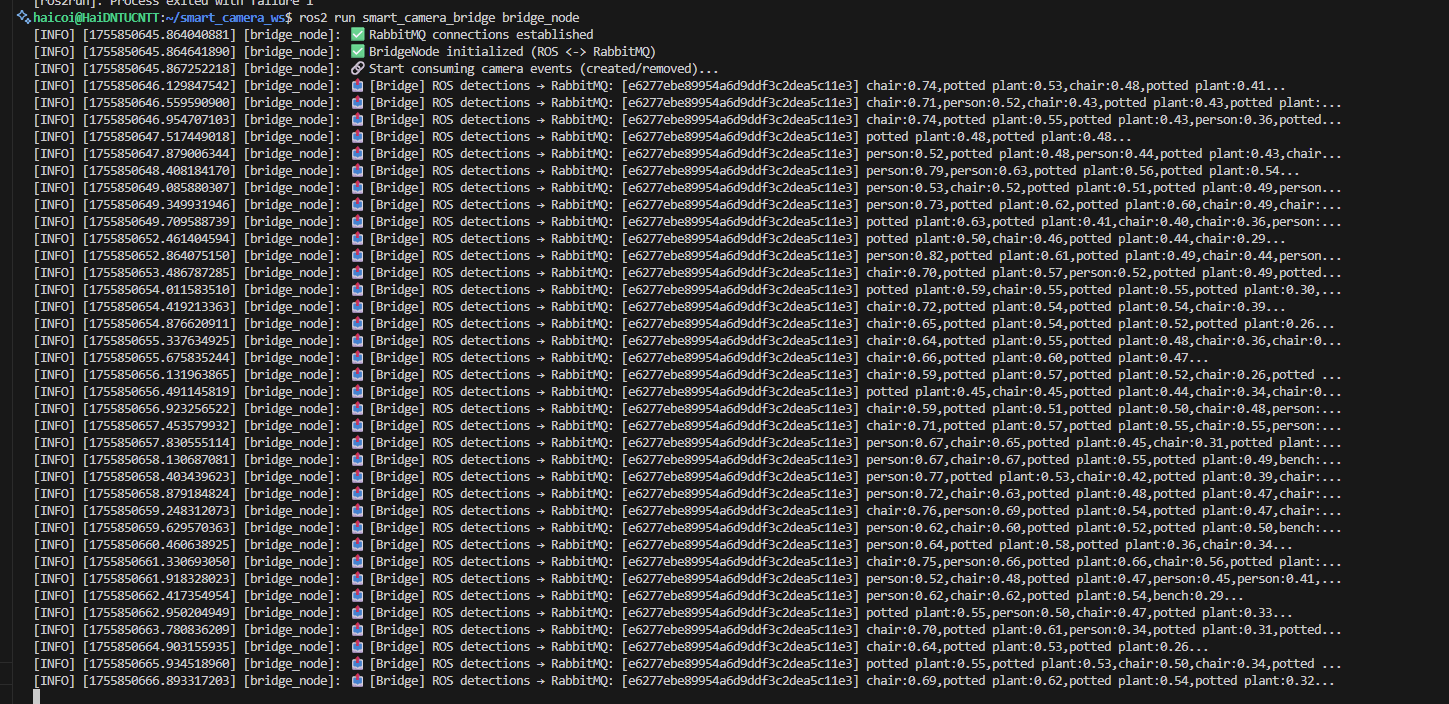 [ros2run]: Process exited with failure 1
haicoi@HaiDNTUCNTT:~/smart_camera_ws$ ros2 run smart_camera_bridge bridge_node
[INFO] [1755850645.864040881] [bridge_node]: ✅ RabbitMQ connections established
[INFO] [1755850645.864641890] [bridge_node]: ✅ BridgeNode initialized (ROS <-> RabbitMQ)
[INFO] [1755850645.867252218] [bridge_node]: 🔗 Start consuming camera events (created/removed)...
[INFO] [1755850646.129847542] [bridge_node]: 📤 [Bridge] ROS detections → RabbitMQ: [e6277ebe89954a6d9ddf3c2dea5c11e3] chair:0.74,potted plant:0.53,chair:0.48,potted plant:0.41...
[INFO] [1755850646.559590900] [bridge_node]: 📤 [Bridge] ROS detections → RabbitMQ: [e6277ebe89954a6d9ddf3c2dea5c11e3] chair:0.71,person:0.52,chair:0.43,potted plant:0.43,potted plant:...
[INFO] [1755850646.954707103] [bridge_node]: 📤 [Bridge] ROS detections → RabbitMQ: [e6277ebe89954a6d9ddf3c2dea5c11e3] chair:0.74,potted plant:0.55,potted plant:0.43,person:0.36,potted...
[INFO] [1755850647.517449018] [bridge_node]: 📤 [Bridge] ROS detections → RabbitMQ: [e6277ebe89954a6d9ddf3c2dea5c11e3] potted plant:0.48,potted plant:0.48...
[INFO] [1755850647.879006344] [bridge_node]: 📤 [Bridge] ROS detections → RabbitMQ: [e6277ebe89954a6d9ddf3c2dea5c11e3] person:0.52,potted plant:0.48,person:0.44,potted plant:0.43,chair...
[INFO] [1755850648.408184170] [bridge_node]: 📤 [Bridge] ROS detections → RabbitMQ: [e6277ebe89954a6d9ddf3c2dea5c11e3] person:0.79,person:0.63,potted plant:0.56,potted plant:0.54...
[INFO] [1755850649.085880307] [bridge_node]: 📤 [Bridge] ROS detections → RabbitMQ: [e6277ebe89954a6d9ddf3c2dea5c11e3] person:0.53,chair:0.52,potted plant:0.51,potted plant:0.49,person...
[INFO] [1755850649.349931946] [bridge_node]: 📤 [Bridge] ROS detections → RabbitMQ: [e6277ebe89954a6d9ddf3c2dea5c11e3] person:0.73,potted plant:0.62,potted plant:0.60,chair:0.49,chair:...
[INFO] [1755850649.709588739] [bridge_node]: 📤 [Bridge] ROS detections → RabbitMQ: [e6277ebe89954a6d9ddf3c2dea5c11e3] potted plant:0.63,potted plant:0.41,chair:0.40,chair:0.36,person:...
[INFO] [1755850652.461404594] [bridge_node]: 📤 [Bridge] ROS detections → RabbitMQ: [e6277ebe89954a6d9ddf3c2dea5c11e3] potted plant:0.50,chair:0.46,potted plant:0.44,chair:0.29...
[INFO] [1755850652.864075150] [bridge_node]: 📤 [Bridge] ROS detections → RabbitMQ: [e6277ebe89954a6d9ddf3c2dea5c11e3] person:0.82,potted plant:0.61,potted plant:0.49,chair:0.44,person...
[INFO] [1755850653.486787285] [bridge_node]: 📤 [Bridge] ROS detections → RabbitMQ: [e6277ebe89954a6d9ddf3c2dea5c11e3] chair:0.70,potted plant:0.57,person:0.52,potted plant:0.49,potted...
[INFO] [1755850654.011583510] [bridge_node]: 📤 [Bridge] ROS detections → RabbitMQ: [e6277ebe89954a6d9ddf3c2dea5c11e3] potted plant:0.59,chair:0.55,potted plant:0.55,potted plant:0.30,...
[INFO] [1755850654.419213363] [bridge_node]: 📤 [Bridge] ROS detections → RabbitMQ: [e6277ebe89954a6d9ddf3c2dea5c11e3] chair:0.72,potted plant:0.54,potted plant:0.54,chair:0.39...
[INFO] [1755850654.876620911] [bridge_node]: 📤 [Bridge] ROS detections → RabbitMQ: [e6277ebe89954a6d9ddf3c2dea5c11e3] chair:0.65,potted plant:0.54,potted plant:0.52,potted plant:0.26...
[INFO] [1755850655.337634925] [bridge_node]: 📤 [Bridge] ROS detections → RabbitMQ: [e6277ebe89954a6d9ddf3c2dea5c11e3] chair:0.64,potted plant:0.55,potted plant:0.48,chair:0.36,chair:0...
[INFO] [1755850655.675835244] [bridge_node]: 📤 [Bridge] ROS detections → RabbitMQ: [e6277ebe89954a6d9ddf3c2dea5c11e3] chair:0.66,potted plant:0.60,potted plant:0.47...
[INFO] [1755850656.131963865] [bridge_node]: 📤 [Bridge] ROS detections → RabbitMQ: [e6277ebe89954a6d9ddf3c2dea5c11e3] chair:0.59,potted plant:0.57,potted plant:0.52,chair:0.26,potted ...
[INFO] [1755850656.491145819] [bridge_node]: 📤 [Bridge] ROS detections → RabbitMQ: [e6277ebe89954a6d9ddf3c2dea5c11e3] potted plant:0.45,chair:0.45,potted plant:0.44,chair:0.34,chair:0...
[INFO] [1755850656.923256522] [bridge_node]: 📤 [Bridge] ROS detections → RabbitMQ: [e6277ebe89954a6d9ddf3c2dea5c11e3] chair:0.59,potted plant:0.51,potted plant:0.50,chair:0.48,person:...
[INFO] [1755850657.453579932] [bridge_node]: 📤 [Bridge] ROS detections → RabbitMQ: [e6277ebe89954a6d9ddf3c2dea5c11e3] chair:0.71,potted plant:0.57,potted plant:0.55,chair:0.55,person:...
[INFO] [1755850657.830555114] [bridge_node]: 📤 [Bridge] ROS detections → RabbitMQ: [e6277ebe89954a6d9ddf3c2dea5c11e3] person:0.67,chair:0.65,potted plant:0.45,chair:0.31,potted plant:...
[INFO] [1755850658.130687081] [bridge_node]: 📤 [Bridge] ROS detections → RabbitMQ: [e6277ebe89954a6d9ddf3c2dea5c11e3] person:0.67,chair:0.67,potted plant:0.55,potted plant:0.49,bench:...
[INFO] [1755850658.403439623] [bridge_node]: 📤 [Bridge] ROS detections → RabbitMQ: [e6277ebe89954a6d9ddf3c2dea5c11e3] person:0.77,potted plant:0.53,chair:0.42,potted plant:0.39,chair:...
[INFO] [1755850658.879184824] [bridge_node]: 📤 [Bridge] ROS detections → RabbitMQ: [e6277ebe89954a6d9ddf3c2dea5c11e3] person:0.72,chair:0.63,potted plant:0.48,potted plant:0.47,chair:...
[INFO] [1755850659.248312073] [bridge_node]: 📤 [Bridge] ROS detections → RabbitMQ: [e6277ebe89954a6d9ddf3c2dea5c11e3] chair:0.76,person:0.69,potted plant:0.54,potted plant:0.47,chair:...
[INFO] [1755850659.629570363] [bridge_node]: 📤 [Bridge] ROS detections → RabbitMQ: [e6277ebe89954a6d9ddf3c2dea5c11e3] person:0.62,chair:0.60,potted plant:0.52,potted plant:0.50,bench:...
[INFO] [1755850660.460638925] [bridge_node]: 📤 [Bridge] ROS detections → RabbitMQ: [e6277ebe89954a6d9ddf3c2dea5c11e3] person:0.64,potted plant:0.58,potted plant:0.36,chair:0.34...
[INFO] [1755850661.330693050] [bridge_node]: 📤 [Bridge] ROS detections → RabbitMQ: [e6277ebe89954a6d9ddf3c2dea5c11e3] chair:0.75,person:0.66,potted plant:0.66,chair:0.56,potted plant:...
[INFO] [1755850661.918328023] [bridge_node]: 📤 [Bridge] ROS detections → RabbitMQ: [e6277ebe89954a6d9ddf3c2dea5c11e3] person:0.52,chair:0.48,potted plant:0.47,person:0.45,person:0.41,...
[INFO] [1755850662.417354954] [bridge_node]: 📤 [Bridge] ROS detections → RabbitMQ: [e6277ebe89954a6d9ddf3c2dea5c11e3] person:0.62,chair:0.62,potted plant:0.54,bench:0.29...
[INFO] [1755850662.950204949] [bridge_node]: 📤 [Bridge] ROS detections → RabbitMQ: [e6277ebe89954a6d9ddf3c2dea5c11e3] potted plant:0.55,person:0.50,chair:0.47,potted plant:0.33...
[INFO] [1755850663.780836209] [bridge_node]: 📤 [Bridge] ROS detections → RabbitMQ: [e6277ebe89954a6d9ddf3c2dea5c11e3] chair:0.70,potted plant:0.61,person:0.34,potted plant:0.31,potted...
[INFO] [1755850664.903155935] [bridge_node]: 📤 [Bridge] ROS detections → RabbitMQ: [e6277ebe89954a6d9ddf3c2dea5c11e3] chair:0.64,potted plant:0.53,potted plant:0.26...
[INFO] [1755850665.934518960] [bridge_node]: 📤 [Bridge] ROS detections → RabbitMQ: [e6277ebe89954a6d9ddf3c2dea5c11e3] potted plant:0.55,potted plant:0.53,chair:0.50,chair:0.34,potted ...
[INFO] [1755850666.893317203] [bridge_node]: 📤 [Bridge] ROS detections → RabbitMQ: [e6277ebe89954a6d9ddf3c2dea5c11e3] chair:0.69,potted plant:0.62,potted plant:0.54,potted plant:0.32...